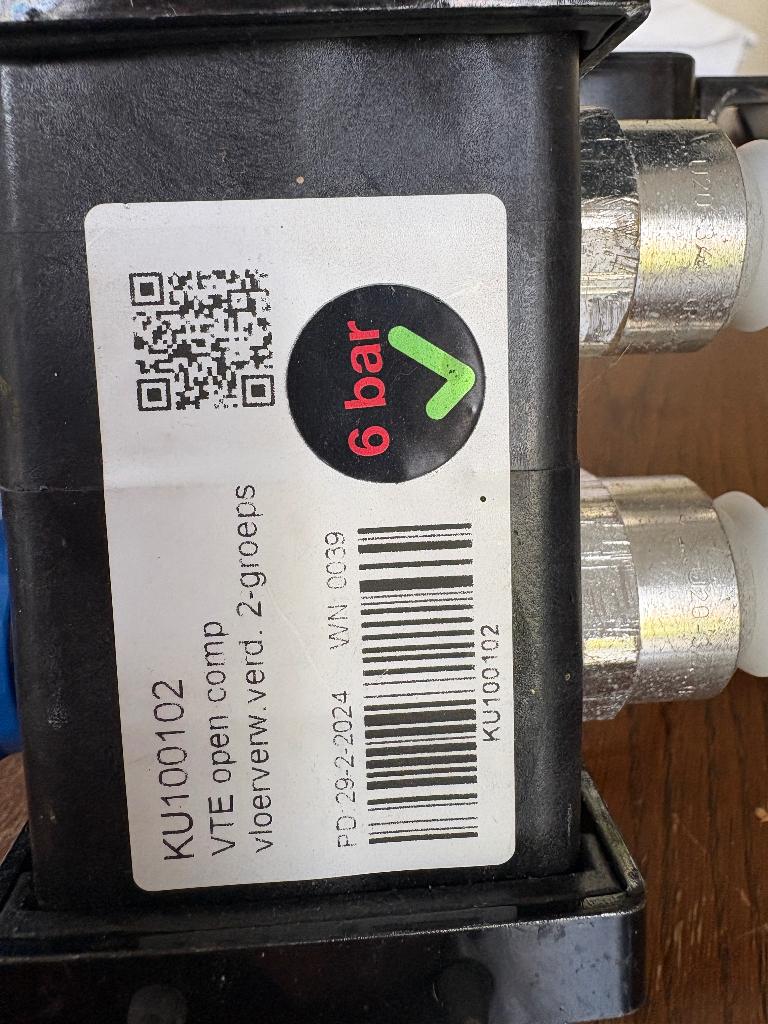 KU100102
VTE open comp
vloerverw.verd. 2-groeps
PD: 29-2-2024 WN: 0039
KU100102
6 bar